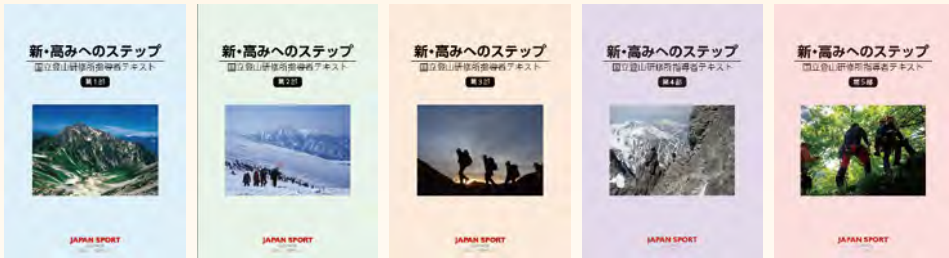 新・高みへのステップ
国立登山研修所指導者テキスト
第1部
JAPAN SPORT
新・高みへのステップ
国立登山研修所指導者テキスト
第2部
JAPAN SPORT
新・高みへのステップ
国立登山研修所指導者テキスト
第3部
JAPAN SPORT
新・高みへのステップ
国立登山研修所指導者テキスト
第4部
JAPAN SPORT
新・高みへのステップ
国立登山研修所指導者テキスト
第5部
JAPAN SPORT